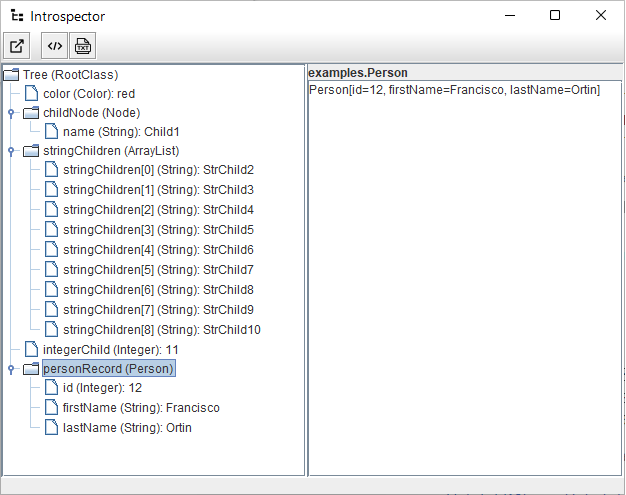 Introspector
TXT
Tree (RootClass)
color (Color): red
childNode (Node)
name (String): Child1
stringChildren (ArrayList)
stringChildren[0] (String): StrChild2
stringChildren[1] (String): StrChild3
stringChildren[2] (String): StrChild4
stringChildren[3] (String): StrChild5
stringChildren[4] (String): StrChild6
stringChildren[5] (String): StrChild7
stringChildren[6] (String): StrChild8
stringChildren[7] (String): StrChild9
stringChildren[8] (String): StrChild10
integerChild (Integer): 11
personRecord (Person)
id (Integer): 12
firstName (String): Francisco
lastName (String): Ortin
examples.Person
Person[id=12, firstName=Francisco, lastName=Ortin]